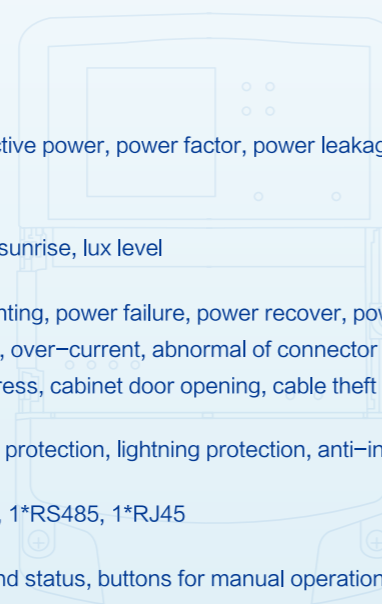 ctive power, power factor, power leakag
sunrise, lux level
nting, power failure, power recover, pow
, over-current, abnormal of connector
ress, cabinet door opening, cable theft
protection, lightning protection, anti-in
, 1*RS485, 1*RJ45
nd status, buttons for manual operation